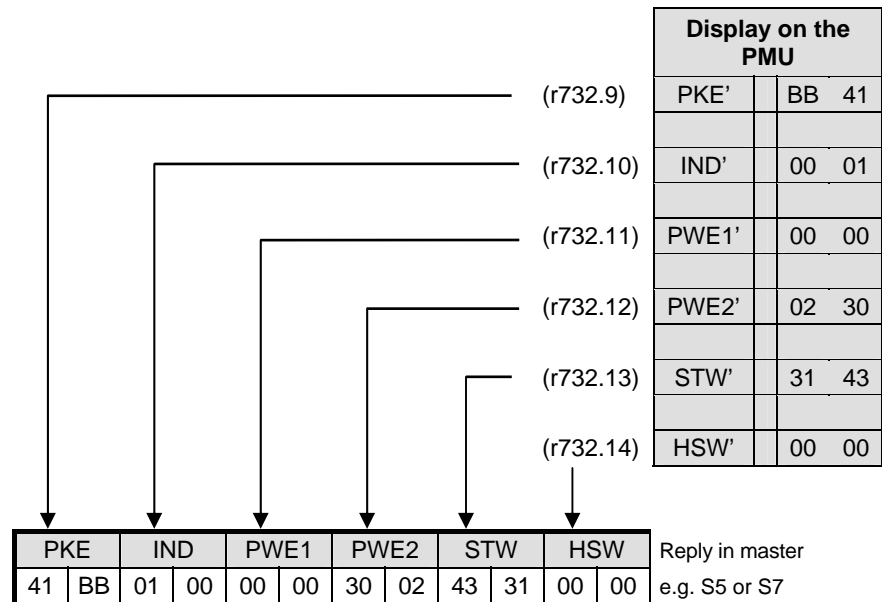 Display on the
PMU
(r732.9) PKE' BB 41
(r732.10) IND' 00 01
(r732.11) PWE1' 00 00
(r732.12) PWE2' 02 30
(r732.13) STW' 31 43
(r732.14) HSW' 00 00
PKE IND PWE1 PWE2 STW HSW Reply in master
41 BB 01 00 00 00 30 02 43 31 00 00 e.g. S5 or S7